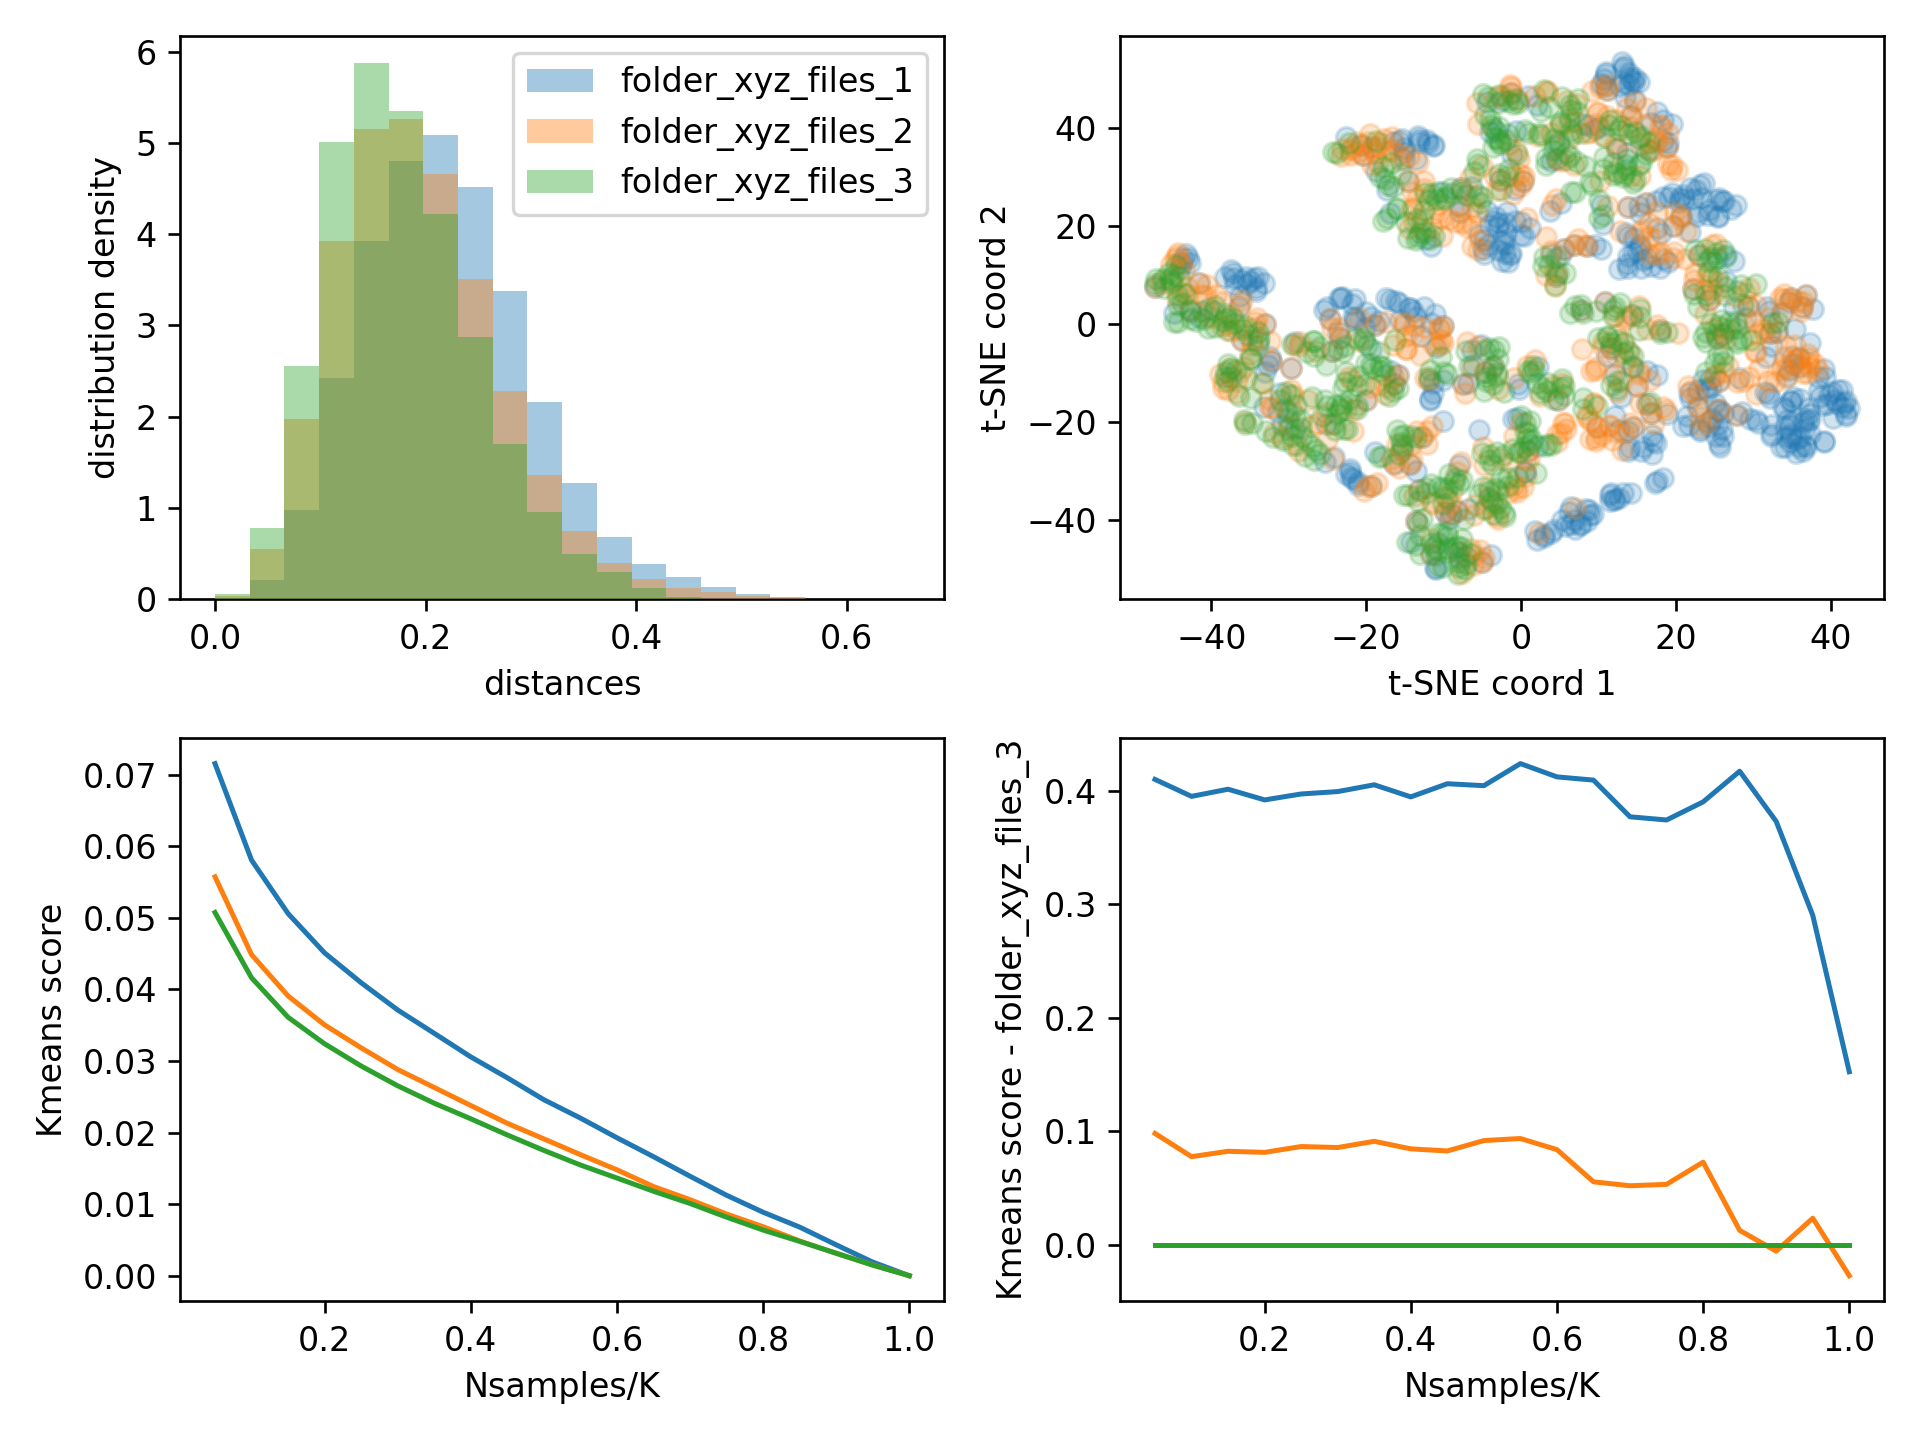 6
5
4
3
2
1
0
distribution density
folder_xyz_files_1
folder_xyz_files_2
folder_xyz_files_3
0.0 0.2 0.4 0.6
distances
40
20
0
−20
−40
t-SNE coord 2
−40 −20 0 20 40
t-SNE coord 1
0.07
0.06
0.05
0.04
0.03
0.02
0.01
0.00
Kmeans score
0.2 0.4 0.6 0.8 1.0
Nsamples/K
0.4
0.3
0.2
0.1
0.0
Kmeans score - folder_xyz_files_3
0.2 0.4 0.6 0.8 1.0
Nsamples/K